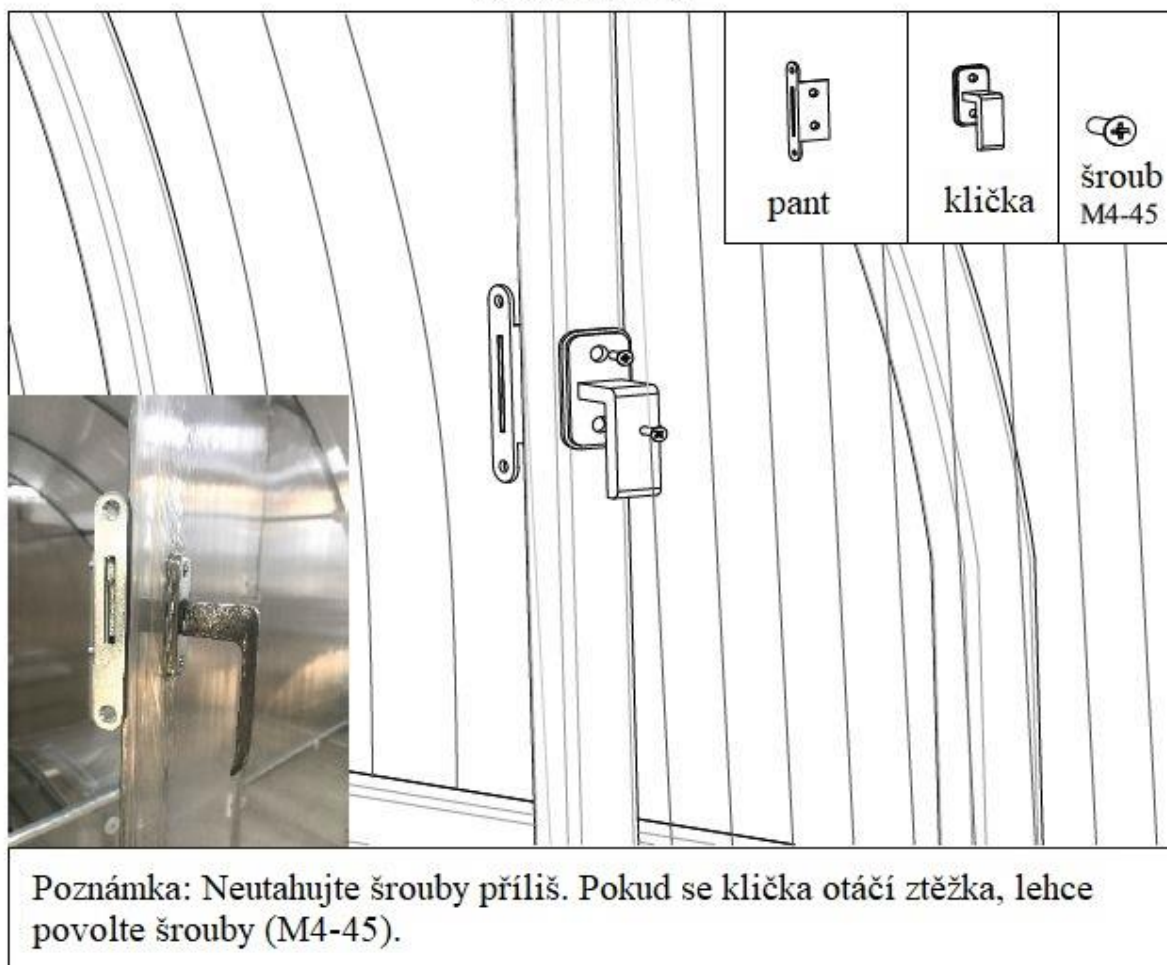 pant
klička
šroub
M4-45
Poznámka: Neutahujte šrouby příliš. Pokud se klička otáčí ztěžka, lehce
povolte šrouby (M4-45).